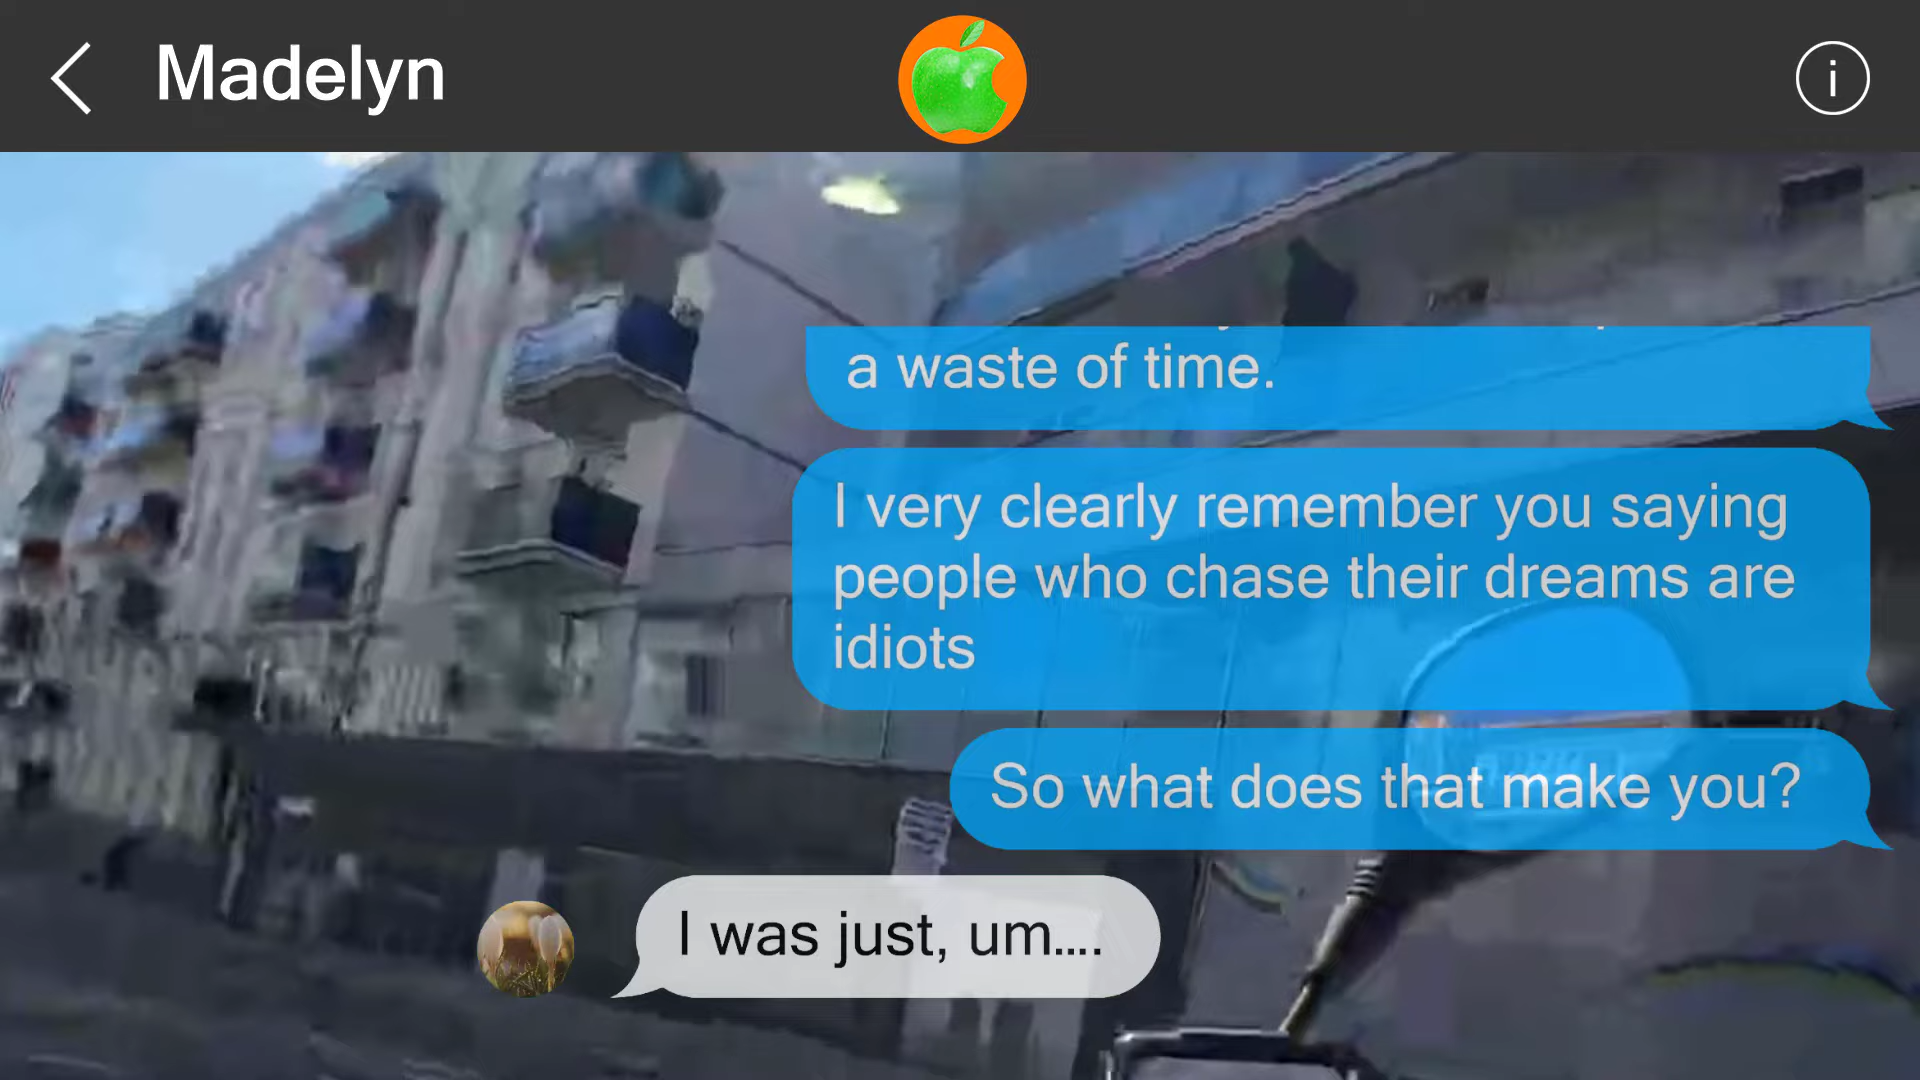 Madelyn
i
a waste of time.
I very clearly remember you saying
people who chase their dreams are
idiots
So what does that make you?
I was just, um....